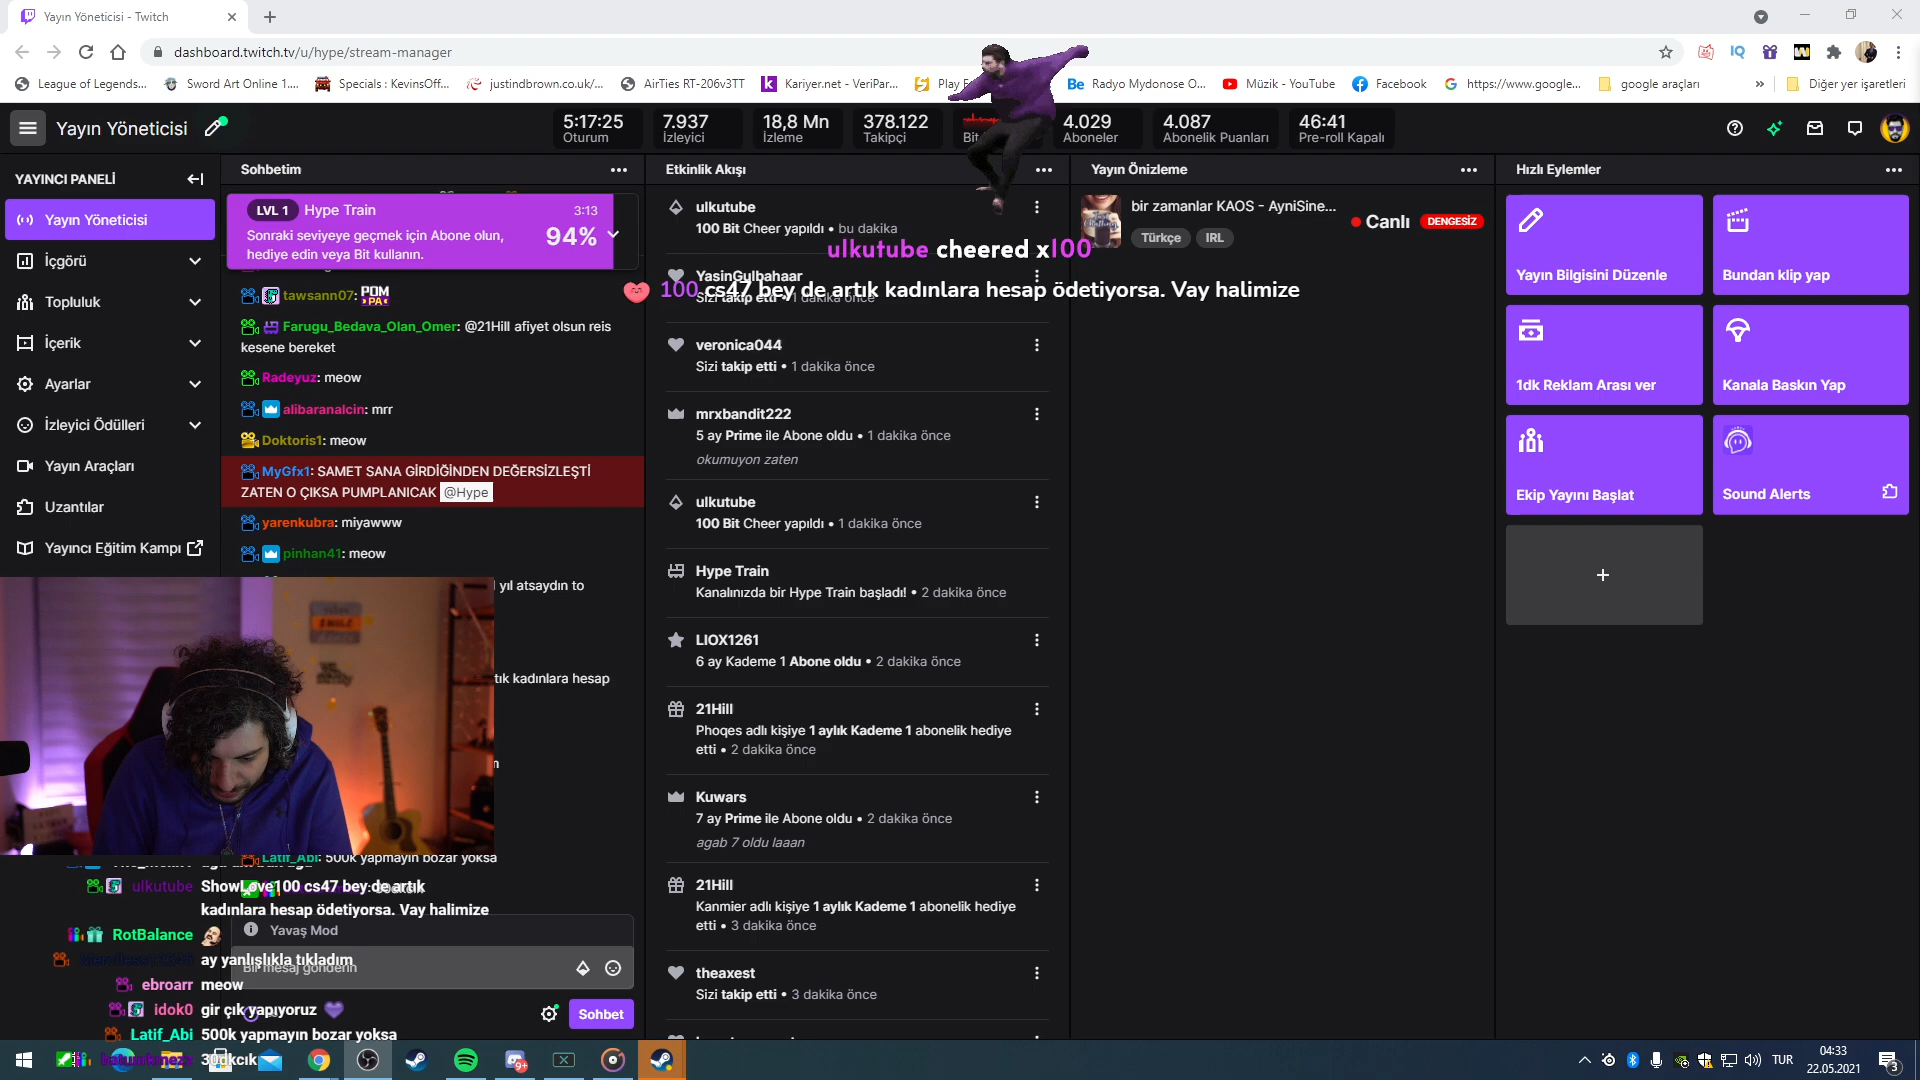 Yayın Yöneticisi - Twitch
dashboard.twitch.tv/u/hype/stream-manager
League of Legends...
Sword Art Online 1....
Specials : KevinsOff...
justindbrown.co.uk/...
AirTies RT-206v3TT
Kariyer.net - VeriPar...
Play
Radyo Mydonose O...
Müzik - YouTube
Facebook
https://www.google...
google araçları
»
Diğer yer işaretleri
Yayın Yöneticisi
5:17:25
Oturum
7.937
İzleyici
18,8 Mn
İzleme
378.122
Takipçi
Bit
4.029
Aboneler
4.087
Abonelik Puanları
46:41
Pre-roll Kapalı
YAYINCI PANELİ
Yayın Yöneticisi
İçgörü
Topluluk
İçerik
Ayarlar
İzleyici Ödülleri
Yayın Araçları
Uzantılar
Yayıncı Eğitim Kampı
Sohbetim
LVL 1 Hype Train 3:13
Sonraki seviyeye geçmek için Abone olun,
hediye edin veya Bit kullanın.
94%
tawsann07: POM PA
Farugu_Bedava_Olan_Omer: @21Hill afiyet olsun reis
kesene bereket
Radeyuz: meow
alibaranalcin: mrr
Doktoris1: meow
MyGfx1: SAMET SANA GİRDİĞİNDEN DEĞERSİZLEŞTİ
ZATEN O ÇIKSA PUMPLANICAK @Hype
yarenkubra: miyawww
pinhan41: meow
yıl atsaydın to
tık kadınlara hesap
Latif_Abi: 500k yapmayın bozar yoksa
ulkutube ShowLove100 cs47 bey de artık
kadınlara hesap ödetiyorsa. Vay halimize
Yavaş Mod
RotBalance
ay yanlışlıkla tıkladım
Bir mesaj gönderin
ebroarr meow
idok0 gir çık yapıyoruz
Sohbet
Latif_Abi 500k yapmayın bozar yoksa
Etkinlik Akışı
ulkutube
100 Bit Cheer yapıldı • bu dakika
ulkutube cheered x100
100 cs47 bey de artık kadınlara hesap ödetiyorsa. Vay halimize
YasinGulbahaar
Sizi takip etti • 1 dakika önce
veronica044
Sizi takip etti • 1 dakika önce
mrxbandit222
5 ay Prime ile Abone oldu • 1 dakika önce
okumuyon zaten
ulkutube
100 Bit Cheer yapıldı • 1 dakika önce
Hype Train
Kanalınızda bir Hype Train başladı! • 2 dakika önce
LIOX1261
6 ay Kademe 1 Abone oldu • 2 dakika önce
21Hill
Phoqes adlı kişiye 1 aylık Kademe 1 abonelik hediye
etti • 2 dakika önce
Kuwars
7 ay Prime ile Abone oldu • 2 dakika önce
agab 7 oldu laaan
21Hill
Kanmier adlı kişiye 1 aylık Kademe 1 abonelik hediye
etti • 3 dakika önce
theaxest
Sizi takip etti • 3 dakika önce
Yayın Önizleme
bir zamanlar KAOS - AyniSine...
Türkçe
IRL
Canlı
DENGESİZ
Hızlı Eylemler
Yayın Bilgisini Düzenle
Bundan klip yap
1dk Reklam Arası ver
Kanala Baskın Yap
Ekip Yayını Başlat
Sound Alerts
TUR
04:33
22.05.2021
3